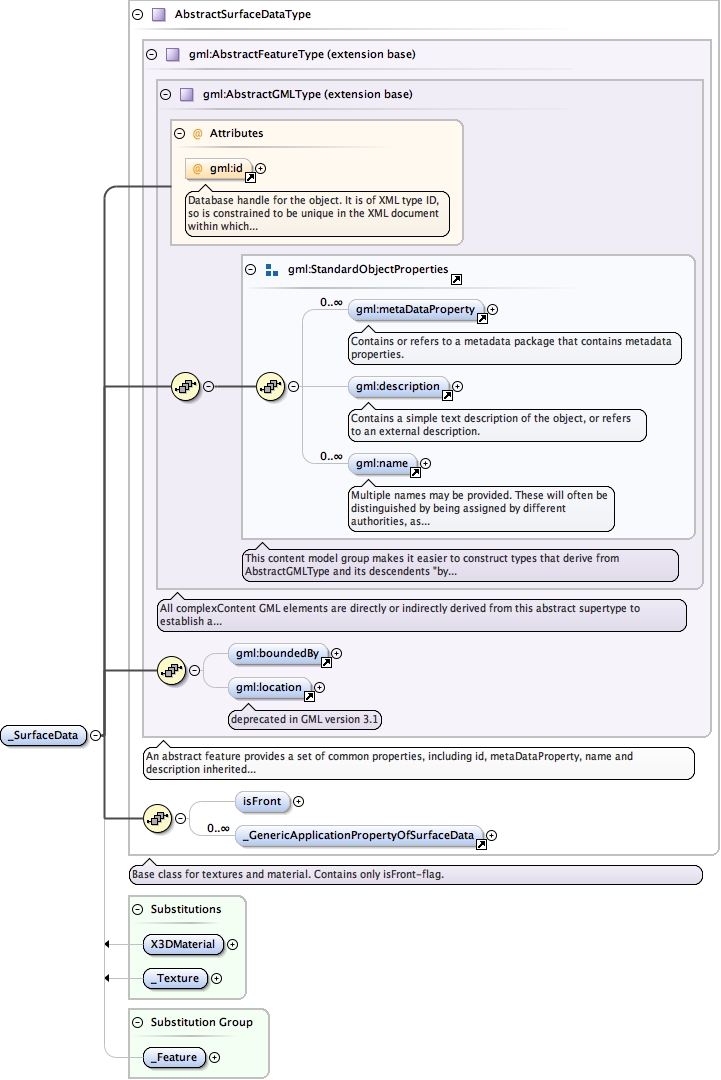 AbstractSurfaceDataType
gml:AbstractFeatureType (extension base)
gml:AbstractGMLType (extension base)
@ Attributes
@ gml:id
Database handle for the object. It is of XML type ID,
so is constrained to be unique in the XML document
within which...
gml:StandardObjectProperties
0..∞
gml:metaDataProperty
Contains or refers to a metadata package that contains metadata
properties.
gml:description
Contains a simple text description of the object, or refers
to an external description.
0..∞
gml:name
Multiple names may be provided. These will often be
distinguished by being assigned by different
authorities, as...
This content model group makes it easier to construct types that derive from
AbstractGMLType and its descendents "by...
All complexContent GML elements are directly or indirectly derived from this abstract supertype to
establish a...
gml:boundedBy
gml:location
deprecated in GML version 3.1
_SurfaceData
An abstract feature provides a set of common properties, including id, metaDataProperty, name and
description inherited...
isFront
0..∞
_GenericApplicationPropertyOfSurfaceData
Base class for textures and material. Contains only isFront-flag.
Substitutions
X3DMaterial
_Texture
Substitution Group
_Feature